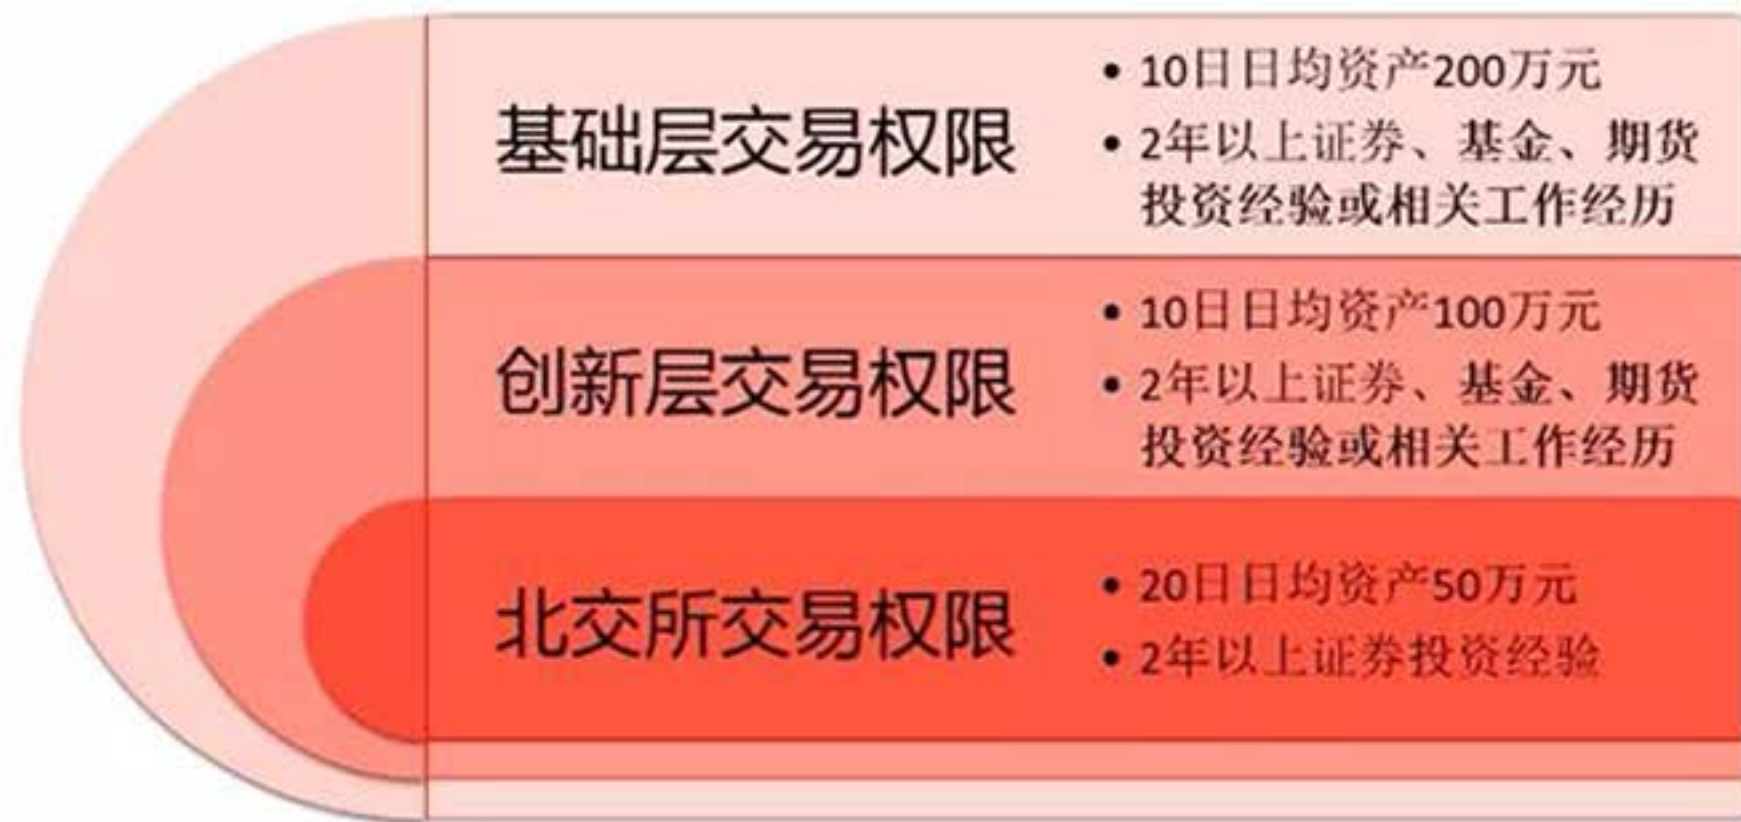 基础层交易权限
• 10日日均资产200万元
• 2年以上证券、基金、期货
投资经验或相关工作经历
创新层交易权限
• 10日日均资产100万元
• 2年以上证券、基金、期货
投资经验或相关工作经历
北交所交易权限
• 20日日均资产50万元
• 2年以上证券投资经验